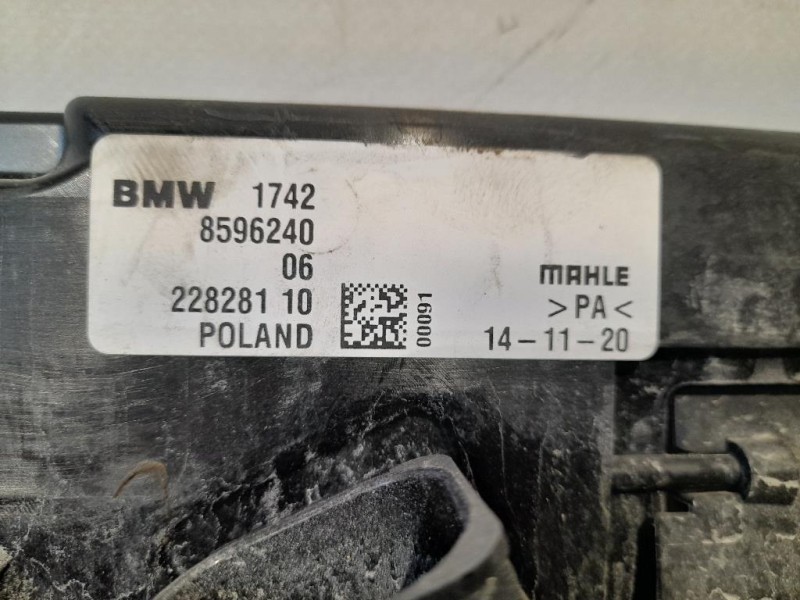 BMW 1742
8596240
06
MAHLE
228281 10
00091
>PA<
POLAND
14-11-20